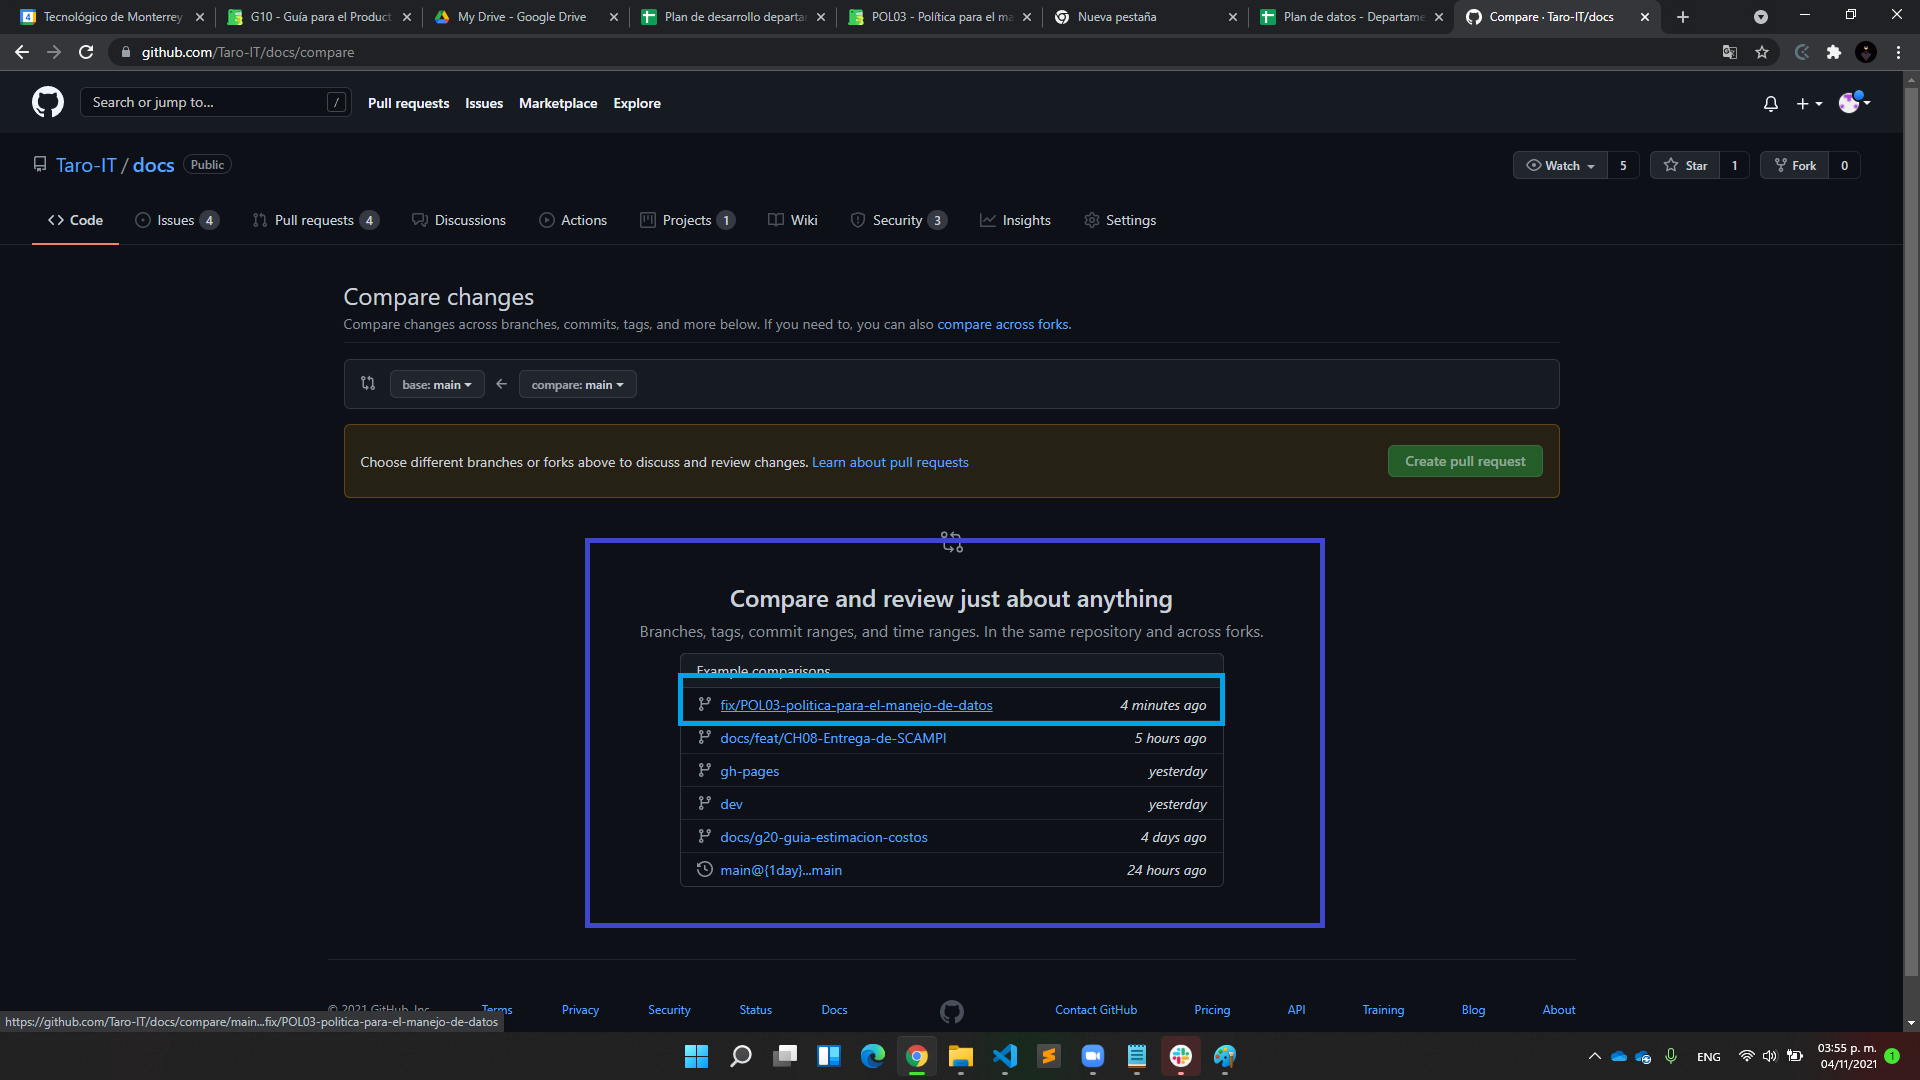 Tecnológico de Monterrey
G10 - Guía para el Product
My Drive - Google Drive
Plan de desarrollo departa
POL03 - Política para el ma
Nueva pestaña
Plan de datos - Departame
Compare · Taro-IT/docs
github.com/Taro-IT/docs/compare
Search or jump to...
/
Pull requests
Issues
Marketplace
Explore
Taro-IT / docs
Public
Watch 5
Star 1
Fork 0
Code
Issues 4
Pull requests 4
Discussions
Actions
Projects 1
Wiki
Security 3
Insights
Settings
Compare changes
Compare changes across branches, commits, tags, and more below. If you need to, you can also compare across forks.
base: main
compare: main
Choose different branches or forks above to discuss and review changes. Learn about pull requests
Create pull request
Compare and review just about anything
Branches, tags, commit ranges, and time ranges. In the same repository and across forks.
Example comparisons
fix/POL03-politica-para-el-manejo-de-datos 4 minutes ago
docs/feat/CH08-Entrega-de-SCAMPI 5 hours ago
gh-pages yesterday
dev yesterday
docs/g20-guia-estimacion-costos 4 days ago
main@{1day}...main 24 hours ago
© 2021 GitHub, Inc.
Terms
Privacy
Security
Status
Docs
Contact GitHub
Pricing
API
Training
Blog
About
https://github.com/Taro-IT/docs/compare/main...fix/POL03-politica-para-el-manejo-de-datos
ENG
03:55 p. m.
04/11/2021
1